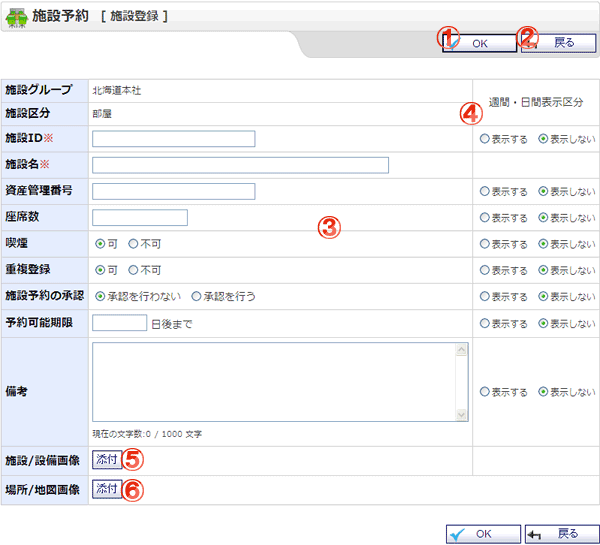 施設予約 [ 施設登録 ]
① OK ② 戻る
施設グループ 北海道本社
週間・日間表示区分
施設区分 部屋 ④
施設ID※ 表示する 表示しない
施設名※
資産管理番号 表示する 表示しない
座席数 ③ 表示する 表示しない
喫煙 可 不可 表示する 表示しない
重複登録 可 不可 表示する 表示しない
施設予約の承認 承認を行わない 承認を行う 表示する 表示しない
予約可能期限 日後まで 表示する 表示しない
備考 表示する 表示しない
現在の文字数:0 / 1000 文字
施設/設備画像 添付 ⑤
場所/地図画像 添付 ⑥
OK 戻る